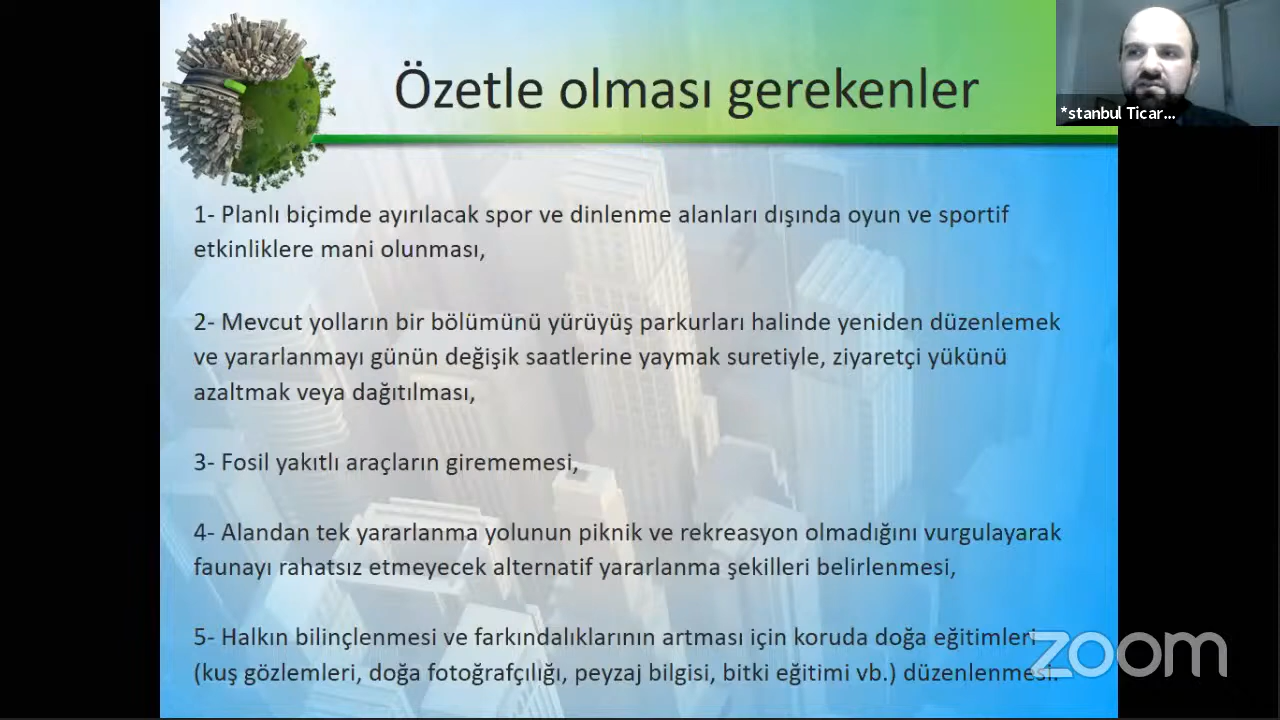 Özetle olması gerekenler
*stanbul Ticar...
1- Planlı biçimde ayırılacak spor ve dinlenme alanları dışında oyun ve sportif
etkinliklere mani olunması,
2- Mevcut yolların bir bölümünü yürüyüş parkurları halinde yeniden düzenlemek
ve yararlanmayı günün değişik saatlerine yaymak suretiyle, ziyaretçi yükünü
azaltmak veya dağıtılması,
3- Fosil yakıtlı araçların girememesi,
4- Alandan tek yararlanma yolunun piknik ve rekreasyon olmadığını vurgulayarak
faunayı rahatsız etmeyecek alternatif yararlanma şekilleri belirlenmesi,
5- Halkın bilinçlenmesi ve farkındalıklarının artması için koruda doğa eğitimleri
(kuş gözlemleri, doğa fotoğrafçılığı, peyzaj bilgisi, bitki eğitimi vb.) düzenlenmesi.
zoom